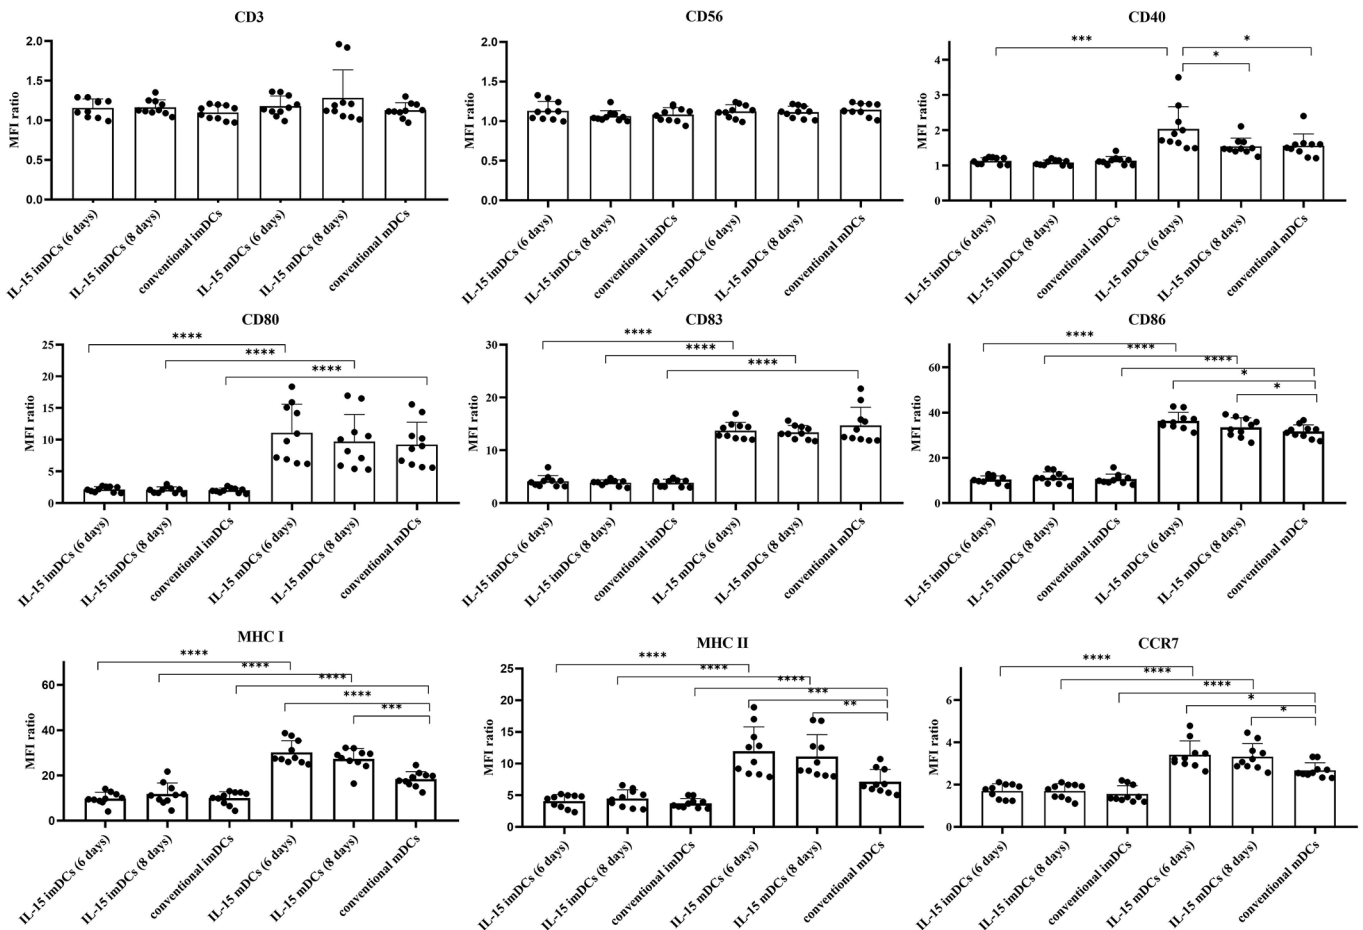 CD3
MFI ratio
2.0
1.5
1.0
0.5
0.0
IL-15 imDCs (6 days)
IL-15 imDCs (8 days)
conventional imDCs
IL-15 mDCs (6 days)
IL-15 mDCs (8 days)
conventional mDCs
CD56
MFI ratio
2.0
1.5
1.0
0.5
0.0
IL-15 imDCs (6 days)
IL-15 imDCs (8 days)
conventional imDCs
IL-15 mDCs (6 days)
IL-15 mDCs (8 days)
conventional mDCs
CD40
***
*
*
MFI ratio
4
3
2
1
0
IL-15 imDCs (6 days)
IL-15 imDCs (8 days)
conventional imDCs
IL-15 mDCs (6 days)
IL-15 mDCs (8 days)
conventional mDCs
CD80
****
****
****
MFI ratio
25
20
15
10
5
0
IL-15 imDCs (6 days)
IL-15 imDCs (8 days)
conventional imDCs
IL-15 mDCs (6 days)
IL-15 mDCs (8 days)
conventional mDCs
CD83
****
****
****
MFI ratio
30
20
10
0
IL-15 imDCs (6 days)
IL-15 imDCs (8 days)
conventional imDCs
IL-15 mDCs (6 days)
IL-15 mDCs (8 days)
conventional mDCs
CD86
****
****
****
*
*
MFI ratio
60
40
20
0
IL-15 imDCs (6 days)
IL-15 imDCs (8 days)
conventional imDCs
IL-15 mDCs (6 days)
IL-15 mDCs (8 days)
conventional mDCs
MHC I
****
****
****
****
***
MFI ratio
60
40
20
0
IL-15 imDCs (6 days)
IL-15 imDCs (8 days)
conventional imDCs
IL-15 mDCs (6 days)
IL-15 mDCs (8 days)
conventional mDCs
MHC II
****
****
****
***
**
MFI ratio
25
20
15
10
5
0
IL-15 imDCs (6 days)
IL-15 imDCs (8 days)
conventional imDCs
IL-15 mDCs (6 days)
IL-15 mDCs (8 days)
conventional mDCs
CCR7
****
****
****
*
*
MFI ratio
6
4
2
0
IL-15 imDCs (6 days)
IL-15 imDCs (8 days)
conventional imDCs
IL-15 mDCs (6 days)
IL-15 mDCs (8 days)
conventional mDCs